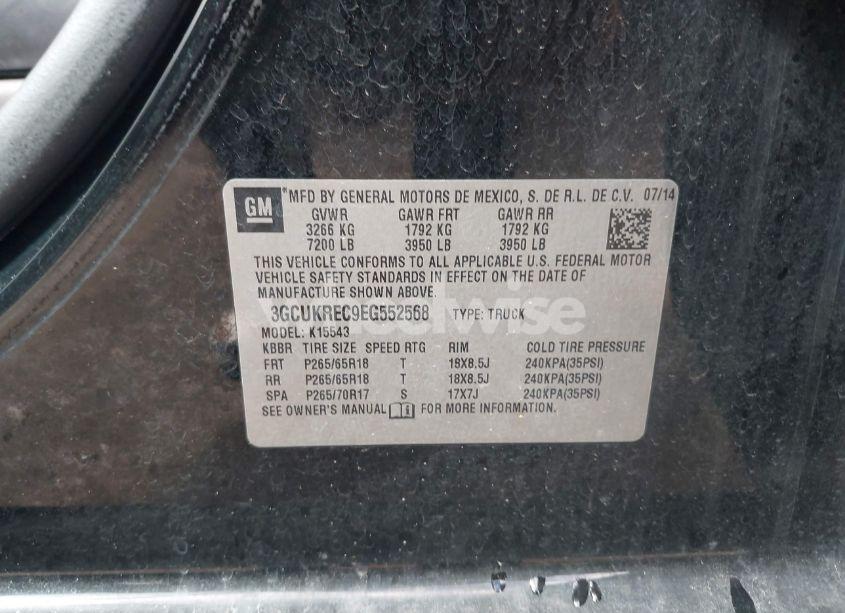 GM ®MFD BY GENERAL MOTORS DE MEXICO, S. DE R.L. DE C.V. 07/14
GVWR GAWR FRT GAWR RR
3266 KG 1792 KG 1792 KG
7200 LB 3950 LB 3950 LB
THIS VEHICLE CONFORMS TO ALL APPLICABLE U.S. FEDERAL MOTOR
VEHICLE SAFETY STANDARDS IN EFFECT ON THE DATE OF
MANUFACTURE SHOWN ABOVE.
3GCUKREC9EG552568 TYPE: TRUCK
MODEL: K15543
KBBR TIRE SIZE SPEED RTG RIM COLD TIRE PRESSURE
FRT P265/65R18 T 18X8.5J 240KPA(35PSI)
RR P265/65R18 T 18X8.5J 240KPA(35PSI)
SPA P265/70R17 S 17X7J 240KPA(35PSI)
SEE OWNER'S MANUAL FOR MORE INFORMATION.